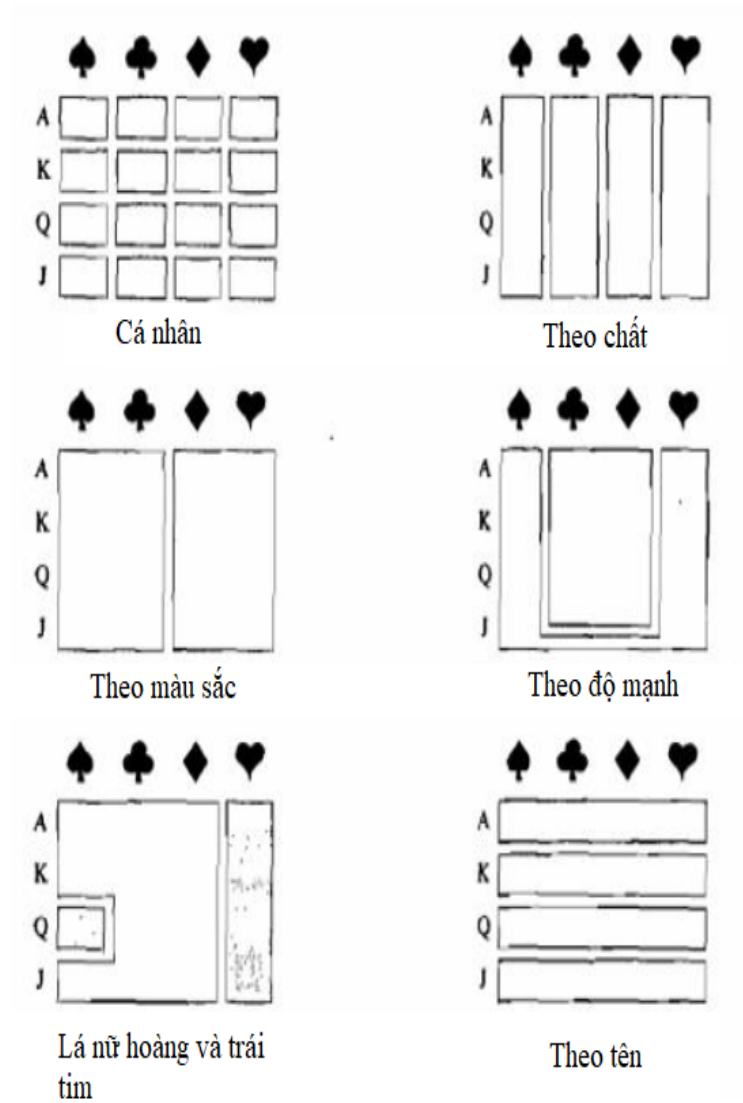 ♠ ♣ ♦ ♥
A
K
Q
J
Cá nhân
♠ ♣ ♦ ♥
A
K
Q
J
Theo chất
♠ ♣ ♦ ♥
A
K
Q
J
Theo màu sắc
♠ ♣ ♦ ♥
A
K
Q
J
Theo độ mạnh
♠ ♣ ♦ ♥
A
K
Q
J
Lá nữ hoàng và trái
tim
♠ ♣ ♦ ♥
A
K
Q
J
Theo tên